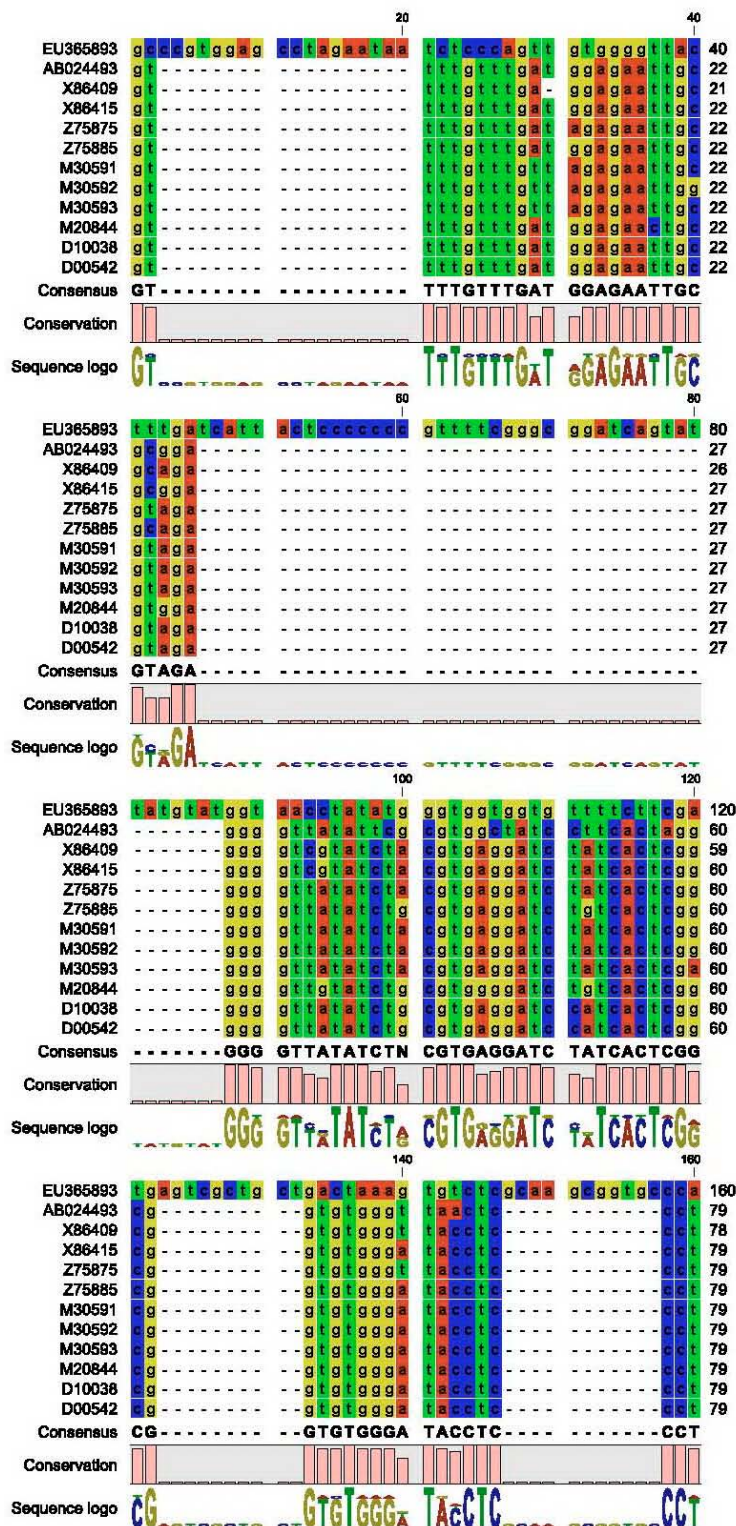 20 40
EU365893 gcccgtggag cctagaataa tctcccagtt gtggggttac 40
AB024493 gt-------- ---------- tttgtttgat ggagaattgc 22
X86409 gt-------- ---------- tttgtttga- ggagaattgc 21
X86415 gt-------- ---------- tttgtttgat ggagaattgc 22
Z75875 gt-------- ---------- tttgtttgtt agagaattgc 22
Z75885 gt-------- ---------- tttgtttgat ggagaattgc 22
M30591 gt-------- ---------- tttgtttgtt agagaattgc 22
M30592 gt-------- ---------- tttgtttgtt agagaattgg 22
M30593 gt-------- ---------- tttgtttgtt agagaattgc 22
M20844 gt-------- ---------- tttgtttgat ggagaactgc 22
D10038 gt-------- ---------- tttgtttgat ggagaattgc 22
D00542 gt-------- ---------- tttgtttgat ggagaattgc 22
Consensus GT-------- ---------- TTTGTTTGAT GGAGAATTGC
Conservation
Sequence logo
60 80
EU365893 tttgatcatt actccccccc gttttcgggc ggatcagtat 80
AB024493 gcgga----- ---------- ---------- ---------- 27
X86409 gcaga----- ---------- ---------- ---------- 26
X86415 gcgga----- ---------- ---------- ---------- 27
Z75875 gtaga----- ---------- ---------- ---------- 27
Z75885 gcaga----- ---------- ---------- ---------- 27
M30591 gtaga----- ---------- ---------- ---------- 27
M30592 gtaga----- ---------- ---------- ---------- 27
M30593 gtaga----- ---------- ---------- ---------- 27
M20844 gtgga----- ---------- ---------- ---------- 27
D10038 gtaga----- ---------- ---------- ---------- 27
D00542 gtaga----- ---------- ---------- ---------- 27
Consensus GTAGA----- ---------- ---------- ----------
Conservation
Sequence logo
100 120
EU365893 tatgtatggt aacctatatg ggtggtggtg ttttcttcga 120
AB024493 -------ggg gttatattcg cgtggctatc cttcactagg 60
X86409 -------ggg gtcgtatcta cgtgaggatc tatcactcgg 59
X86415 -------ggg gtcgtatcta cgtgaggatc tatcactcgg 60
Z75875 -------ggg gttatatcta cgtgaggatc tatcactcgg 60
Z75885 -------ggg gttatatctg cgtgaggatc tgtcactcgg 60
M30591 -------ggg gttatatcta cgtgaggatc tatcactcgg 60
M30592 -------ggg gttatatcta cgtgaggatc tatcactcgg 60
M30593 -------ggg gttatatcta cgtgaggatc tatcactcga 60
M20844 -------ggg gttatatctg cgtggggatc tgtcactcgg 60
D10038 -------ggg gttatatctg cgtgaggatc catcactcgg 60
D00542 -------ggg gttatatctg cgtgaggatc catcactcgg 60
Consensus -------GGG GTTATATCTN CGTGAGGATC TATCACTCGG
Conservation
Sequence logo
140 160
EU365893 tgagtcgctg ctgactaaag tgtctcgcaa gcggtgccca 160
AB024493 cg-------- --gtgtgggt taactc---- -------cct 79
X86409 cg-------- --gtgtgggt tacctc---- -------cct 78
X86415 cg-------- --gtgtggga tacctc---- -------cct 79
Z75875 cg-------- --gtgtgggt tacctc---- -------cct 79
Z75885 cg-------- --gtgtggga tacctc---- -------cct 79
M30591 cg-------- --gtgtggga tacctc---- -------cct 79
M30592 cg-------- --gtgtggga tacctc---- -------cct 79
M30593 cg-------- --gtgtggga tacctc---- -------cct 79
M20844 cg-------- --gtgtggga tacctc---- -------cct 79
D10038 cg-------- --gtgtggga tacctc---- -------cct 79
D00542 cg-------- --gtgtggga tacctc---- -------cct 79
Consensus CG-------- --GTGTGGGA TACCTC---- -------CCT
Conservation
Sequence logo